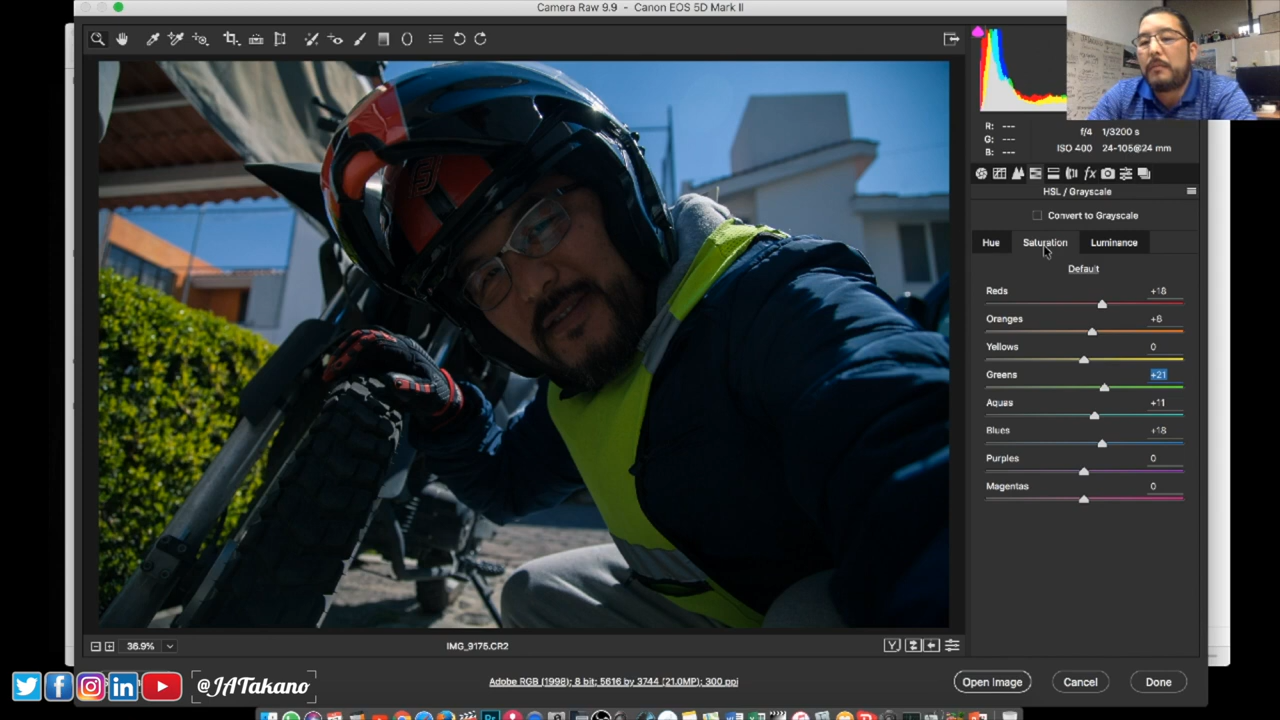 Camera Raw 9.9 - Canon EOS 5D Mark II
R: ---
G: ---
B: ---
f/4 1/3200 s
ISO 400 24-105@24 mm
HSL / Grayscale
Convert to Grayscale
Hue Saturation Luminance
Default
Reds +18
Oranges +8
Yellows 0
Greens +21
Aquas +11
Blues +18
Purples 0
Magentas 0
36.9% IMG_9175.CR2
@JATakano
Adobe RGB (1998); 8 bit; 5616 by 3744 (21.0MP); 300 ppi
Open Image Cancel Done